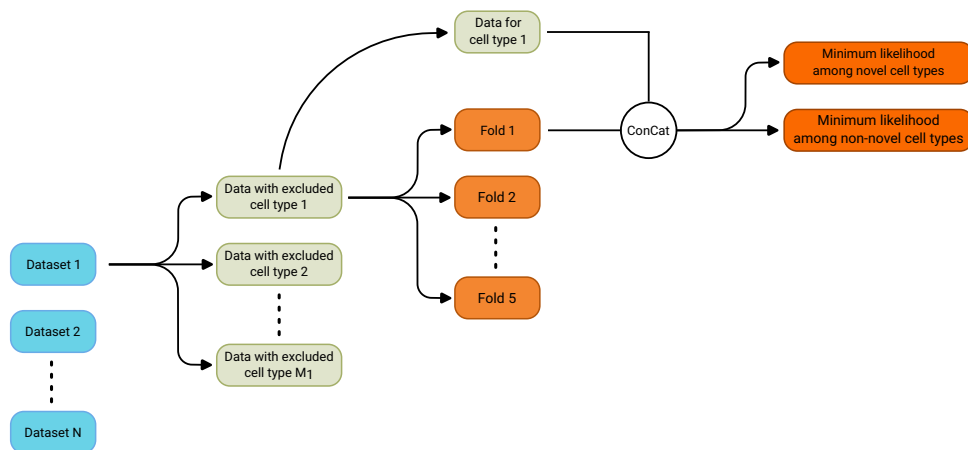 Data for
cell type 1
Minimum likelihood
among novel cell types
Fold 1
ConCat
Minimum likelihood
among non-novel cell types
Data with excluded
cell type 1
Fold 2
Dataset 1
Data with excluded
cell type 2
Fold 5
Dataset 2
Data with excluded
cell type M1
Dataset N